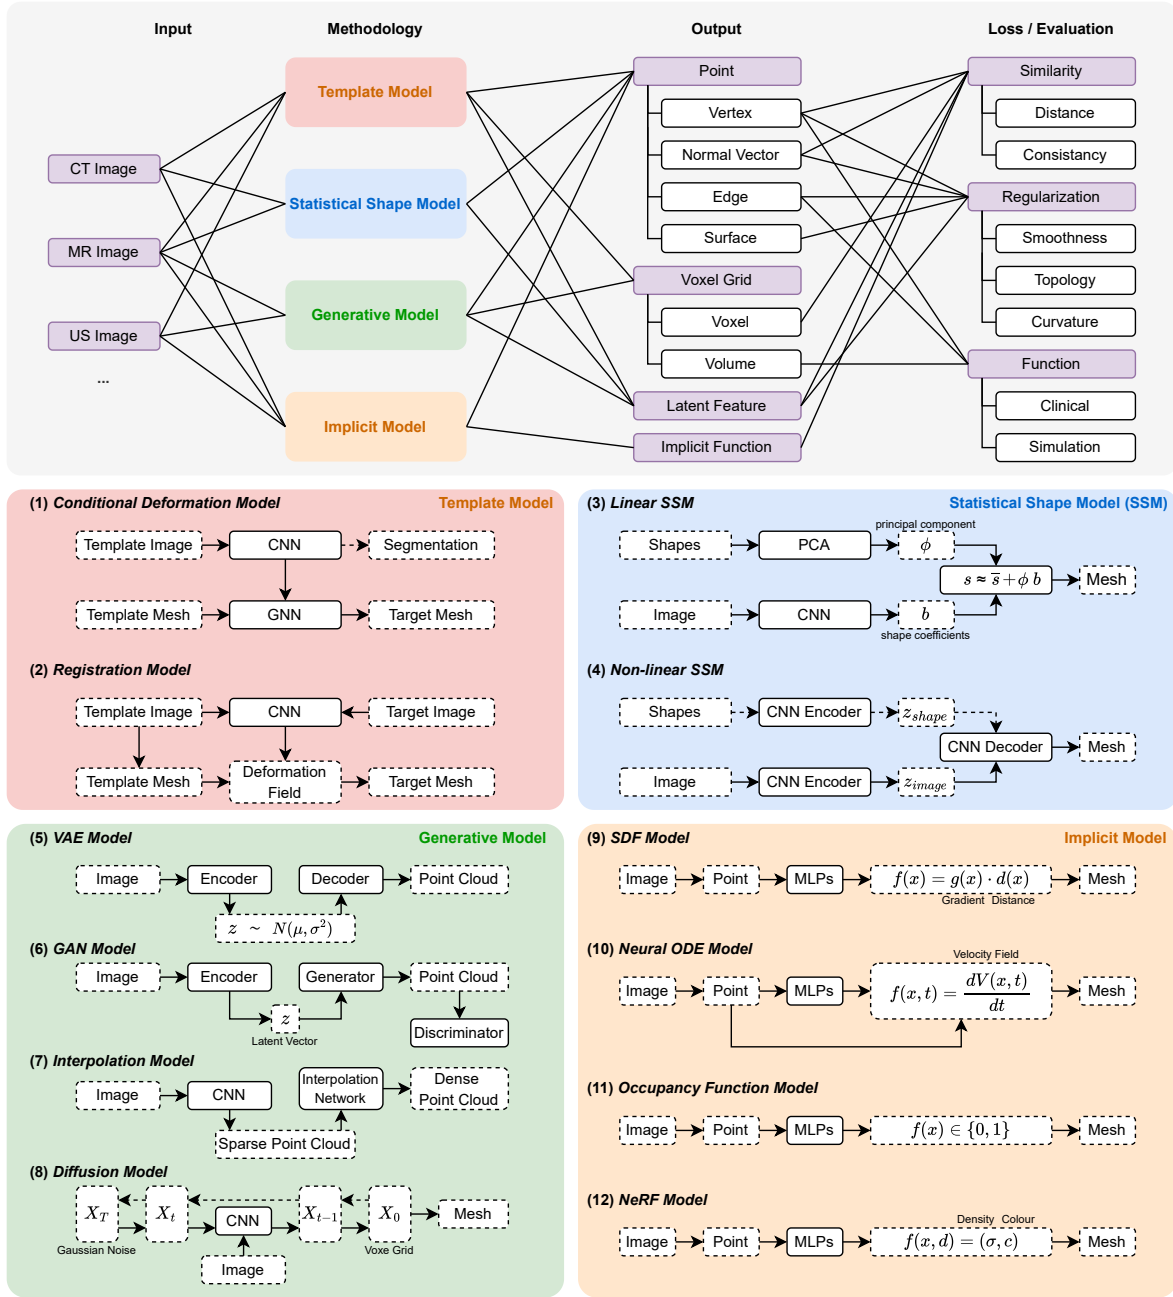 Input
Methodology
Output
Loss / Evaluation
CT Image
MR Image
US Image
...
Template Model
Statistical Shape Model
Generative Model
Implicit Model
Point
Vertex
Normal Vector
Edge
Surface
Voxel Grid
Voxel
Volume
Latent Feature
Implicit Function
Similarity
Distance
Consistancy
Regularization
Smoothness
Topology
Curvature
Function
Clinical
Simulation
(1) Conditional Deformation Model
Template Model
Template Image
CNN
Segmentation
Template Mesh
GNN
Target Mesh
(2) Registration Model
Template Image
CNN
Target Image
Template Mesh
Deformation
Field
Target Mesh
(3) Linear SSM
Statistical Shape Model (SSM)
principal component
Shapes
PCA
ϕ
s ≈ s̅ + ϕ b
Mesh
Image
CNN
b
shape coefficients
(4) Non-linear SSM
Shapes
CNN Encoder
z_shape
CNN Decoder
Mesh
Image
CNN Encoder
z_image
(5) VAE Model
Generative Model
Image
Encoder
Decoder
Point Cloud
z ~ N(μ, σ²)
(6) GAN Model
Image
Encoder
Generator
Point Cloud
z
Latent Vector
Discriminator
(7) Interpolation Model
Image
CNN
Interpolation
Network
Dense
Point Cloud
Sparse Point Cloud
(8) Diffusion Model
X_T
X_t
CNN
X_{t−1}
X_0
Mesh
Gaussian Noise
Voxe Grid
Image
(9) SDF Model
Implicit Model
Image
Point
MLPs
f(x) = g(x) · d(x)
Mesh
Gradient Distance
(10) Neural ODE Model
Velocity Field
Image
Point
MLPs
f(x, t) = dV(x, t) / dt
Mesh
(11) Occupancy Function Model
Image
Point
MLPs
f(x) ∈ {0, 1}
Mesh
(12) NeRF Model
Density Colour
Image
Point
MLPs
f(x, d) = (σ, c)
Mesh